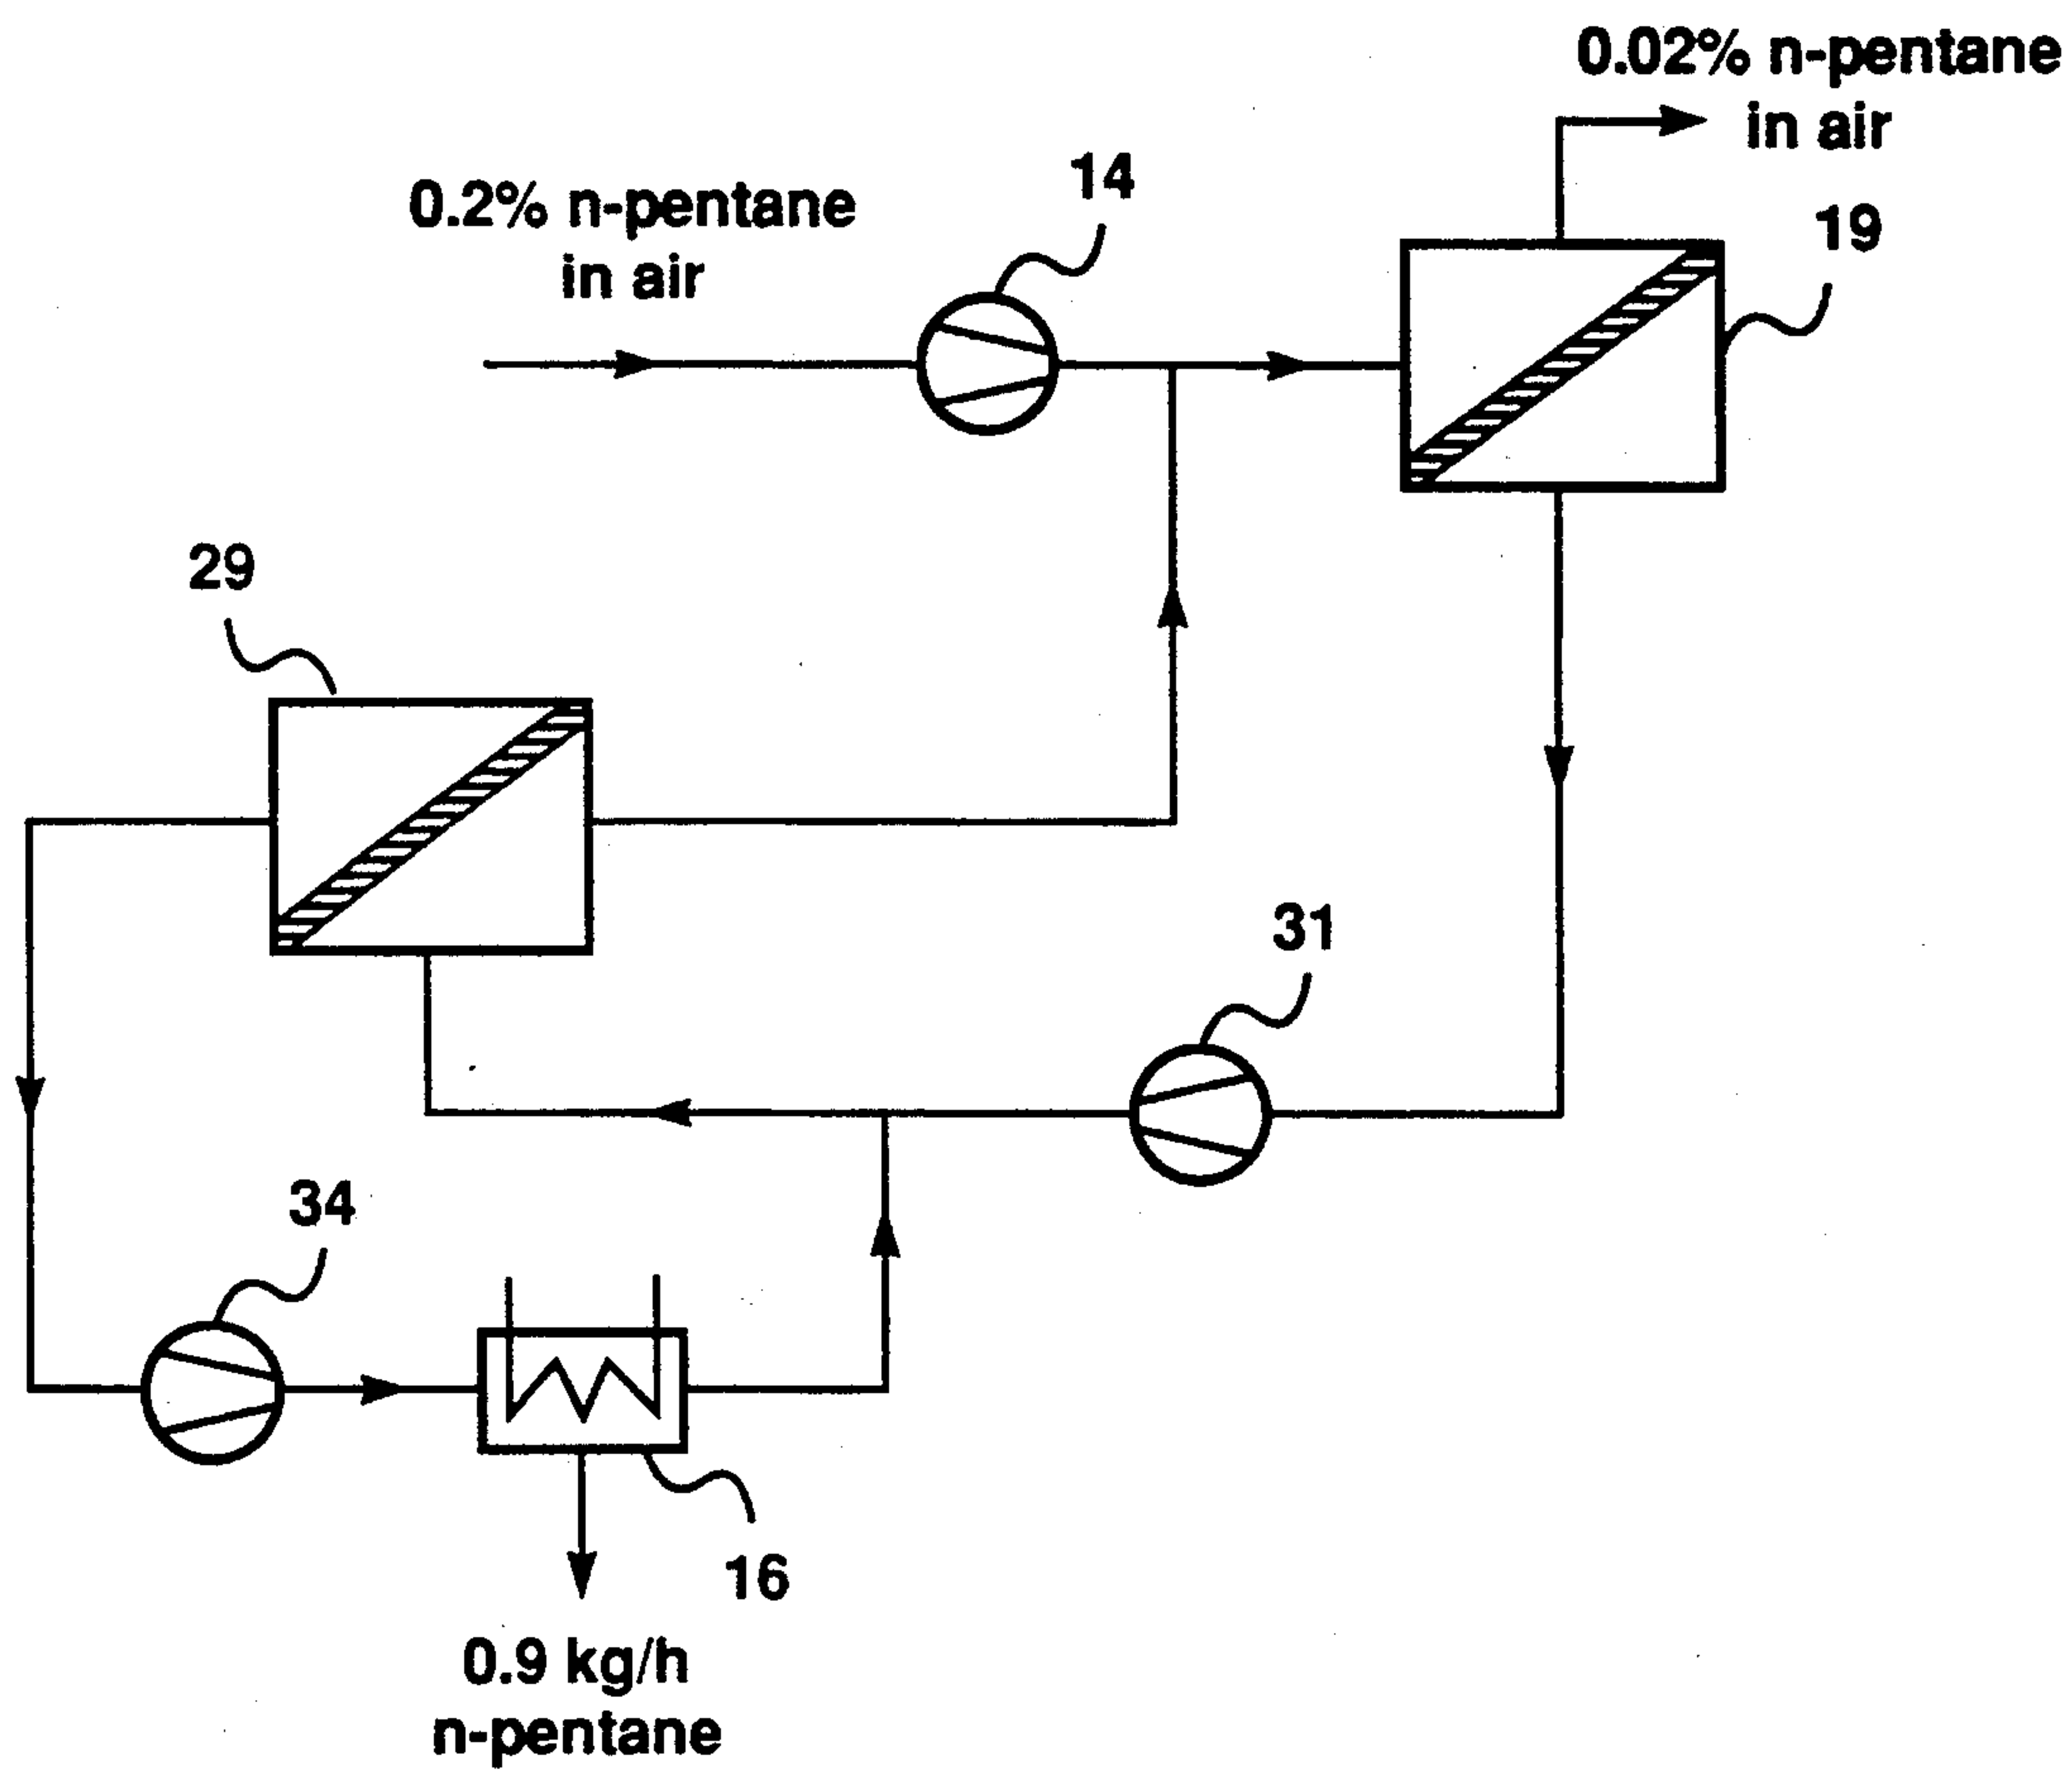 0.02% n-pentane
in air
14
0.2% n-pentane
in air
19
29
31
34
16
0.9 kg/h
n-pentane